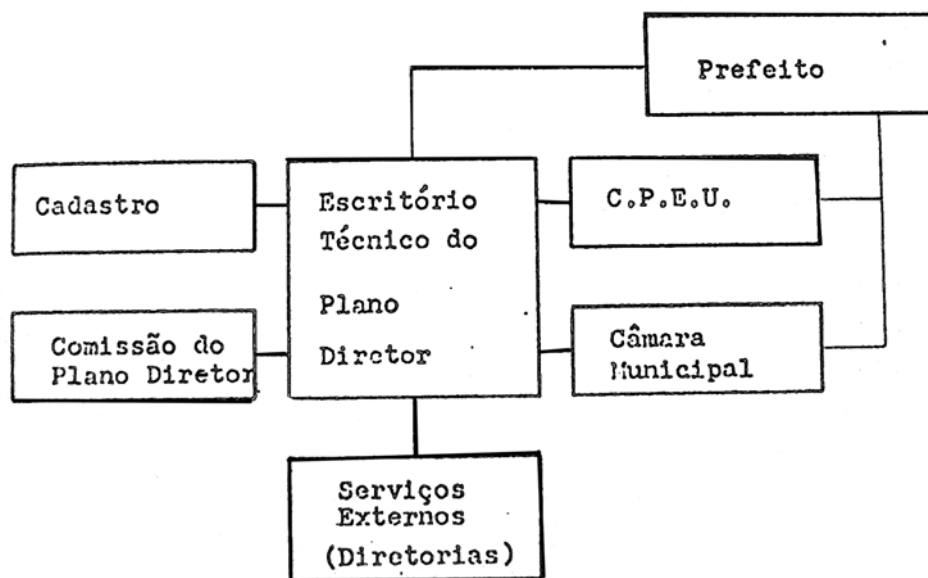 Prefeito
Cadastro
Escritório
Técnico do
Plano
Diretor
C.P.E.U.
Comissão do
Plano Diretor
Câmara
Municipal
Serviços
Externos
(Diretorias)